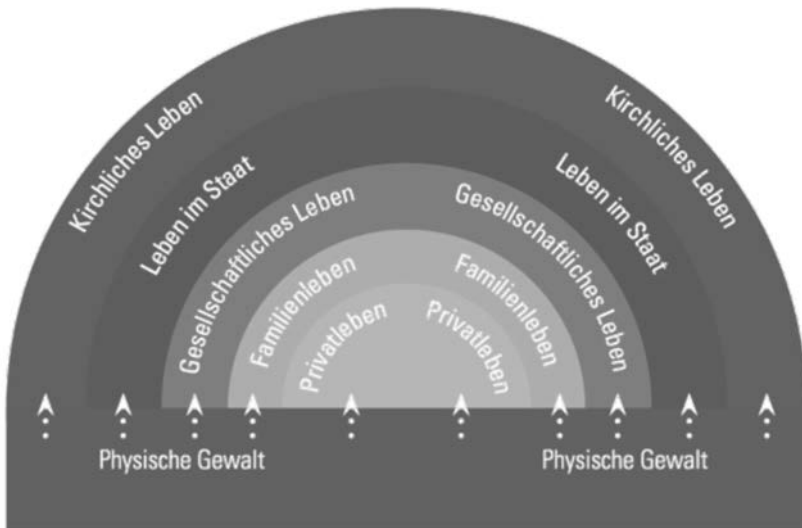 Kirchliches Leben
Kirchliches Leben
Leben im Staat
Leben im Staat
Gesellschaftliches Leben
Gesellschaftliches Leben
Familienleben
Familienleben
Privatleben
Privatleben
Physische Gewalt
Physische Gewalt